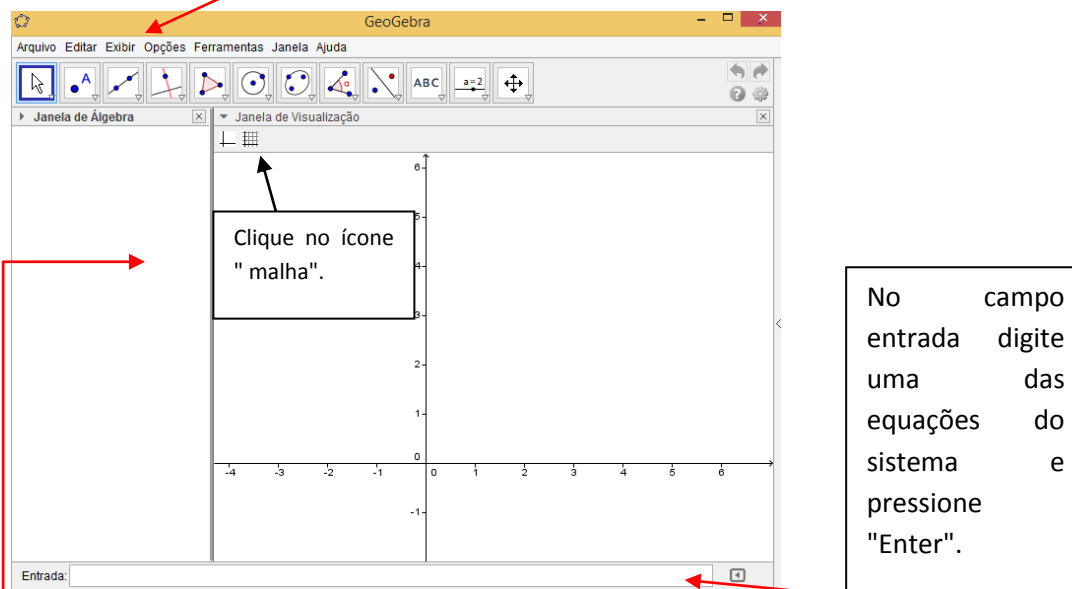 GeoGebra
Arquivo Editar Exibir Opções Ferramentas Janela Ajuda
A
α
ABC
a=2
Janela de Álgebra
Janela de Visualização
6
5
4
3
2
1
0
-4 -3 -2 -1 0 1 2 3 4 5 6
-1
Clique no ícone
" malha".
No campo
entrada digite
uma das
equações do
sistema e
pressione
"Enter".
Entrada: